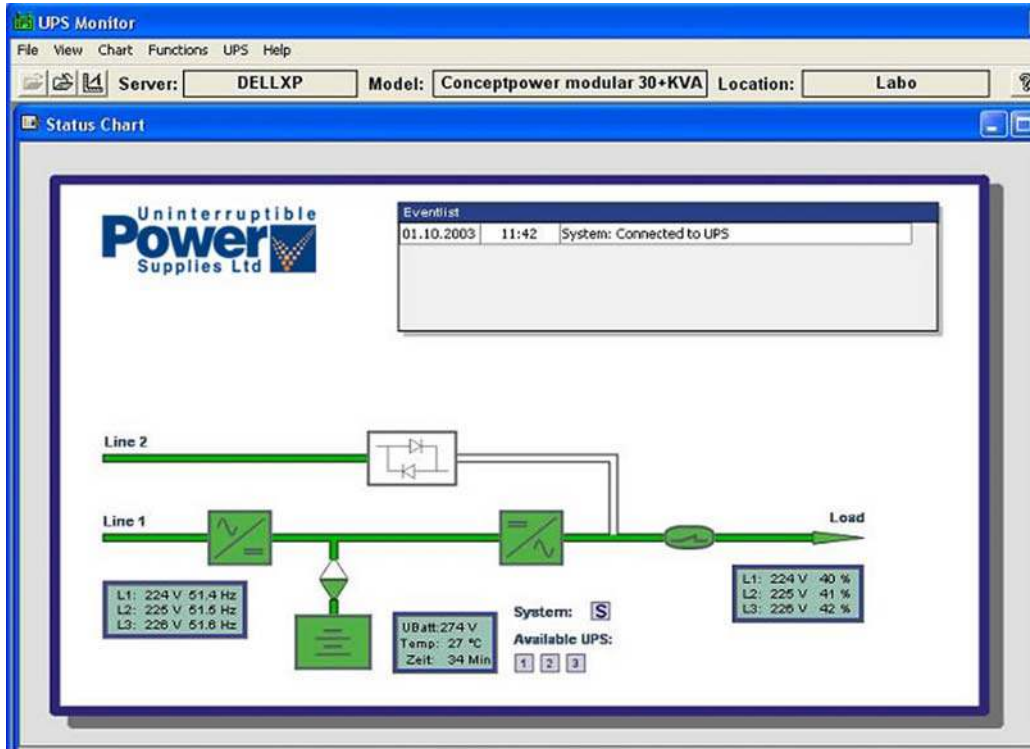 UPS Monitor
File View Chart Functions UPS Help
Server: DELLXP Model: Conceptpower modular 30+KVA Location: Labo
Status Chart
Uninterruptible
Power
Supplies Ltd
Eventlist
01.10.2003 11:42 System: Connected to UPS
Line 2
Line 1
Load
L1: 224 V 51.4 Hz
L2: 225 V 51.5 Hz
L3: 226 V 51.6 Hz
UBatt:274 V
Temp: 27 °C
Zeit: 34 Min
System: S
Available UPS:
1 2 3
L1: 224 V 40 %
L2: 225 V 41 %
L3: 226 V 42 %